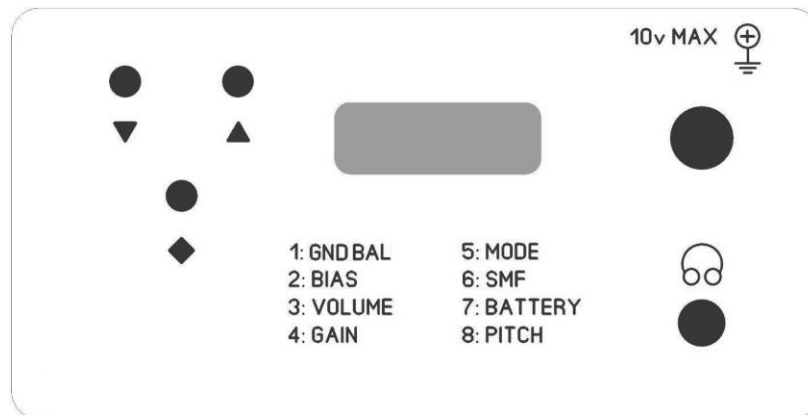 10v MAX
1: GND BAL
2: BIAS
3: VOLUME
4: GAIN
5: MODE
6: SMF
7: BATTERY
8: PITCH